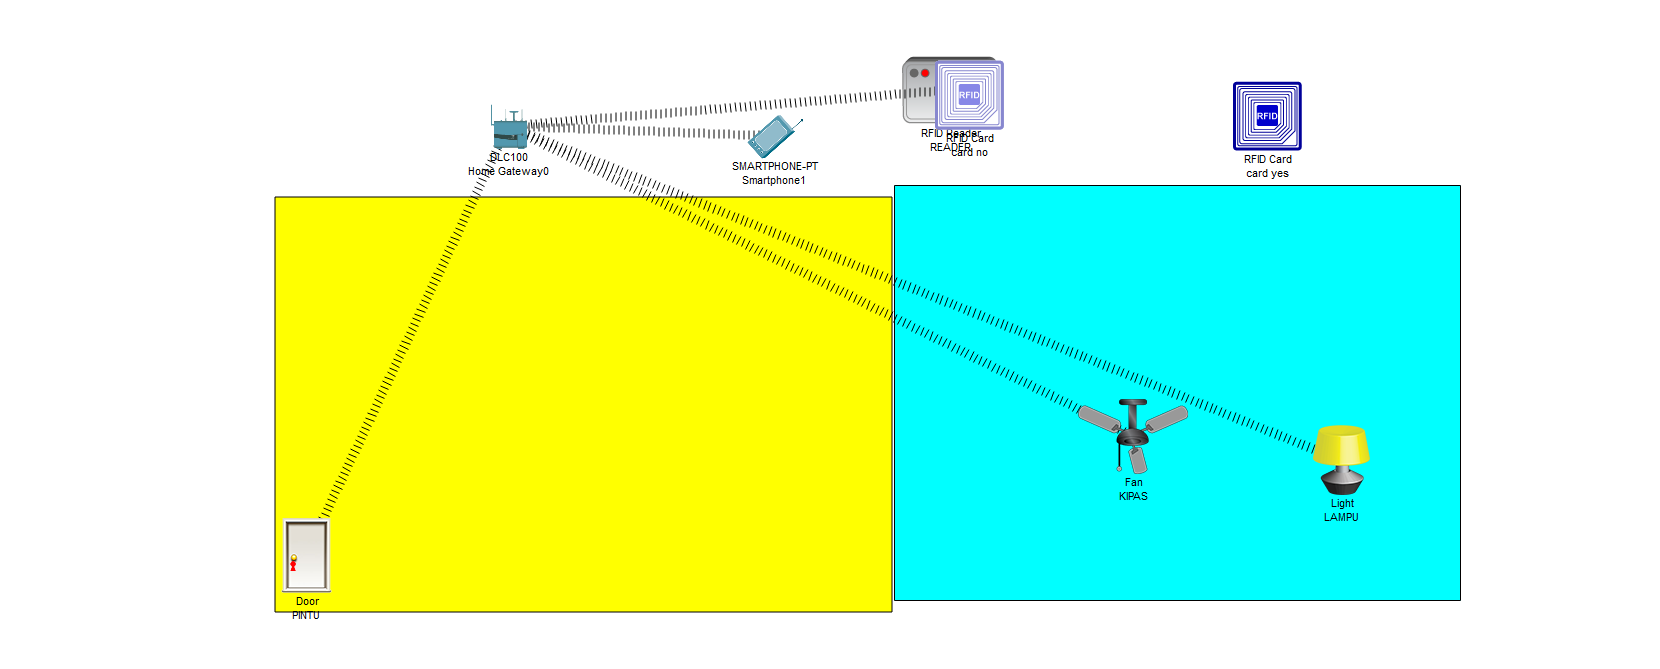 RFID
RFID
RFID Reader
READER
RFID Card
card no
RFID Card
card yes
DLC100
Home Gateway0
SMARTPHONE-PT
Smartphone1
Fan
KIPAS
Light
LAMPU
Door
PINTU